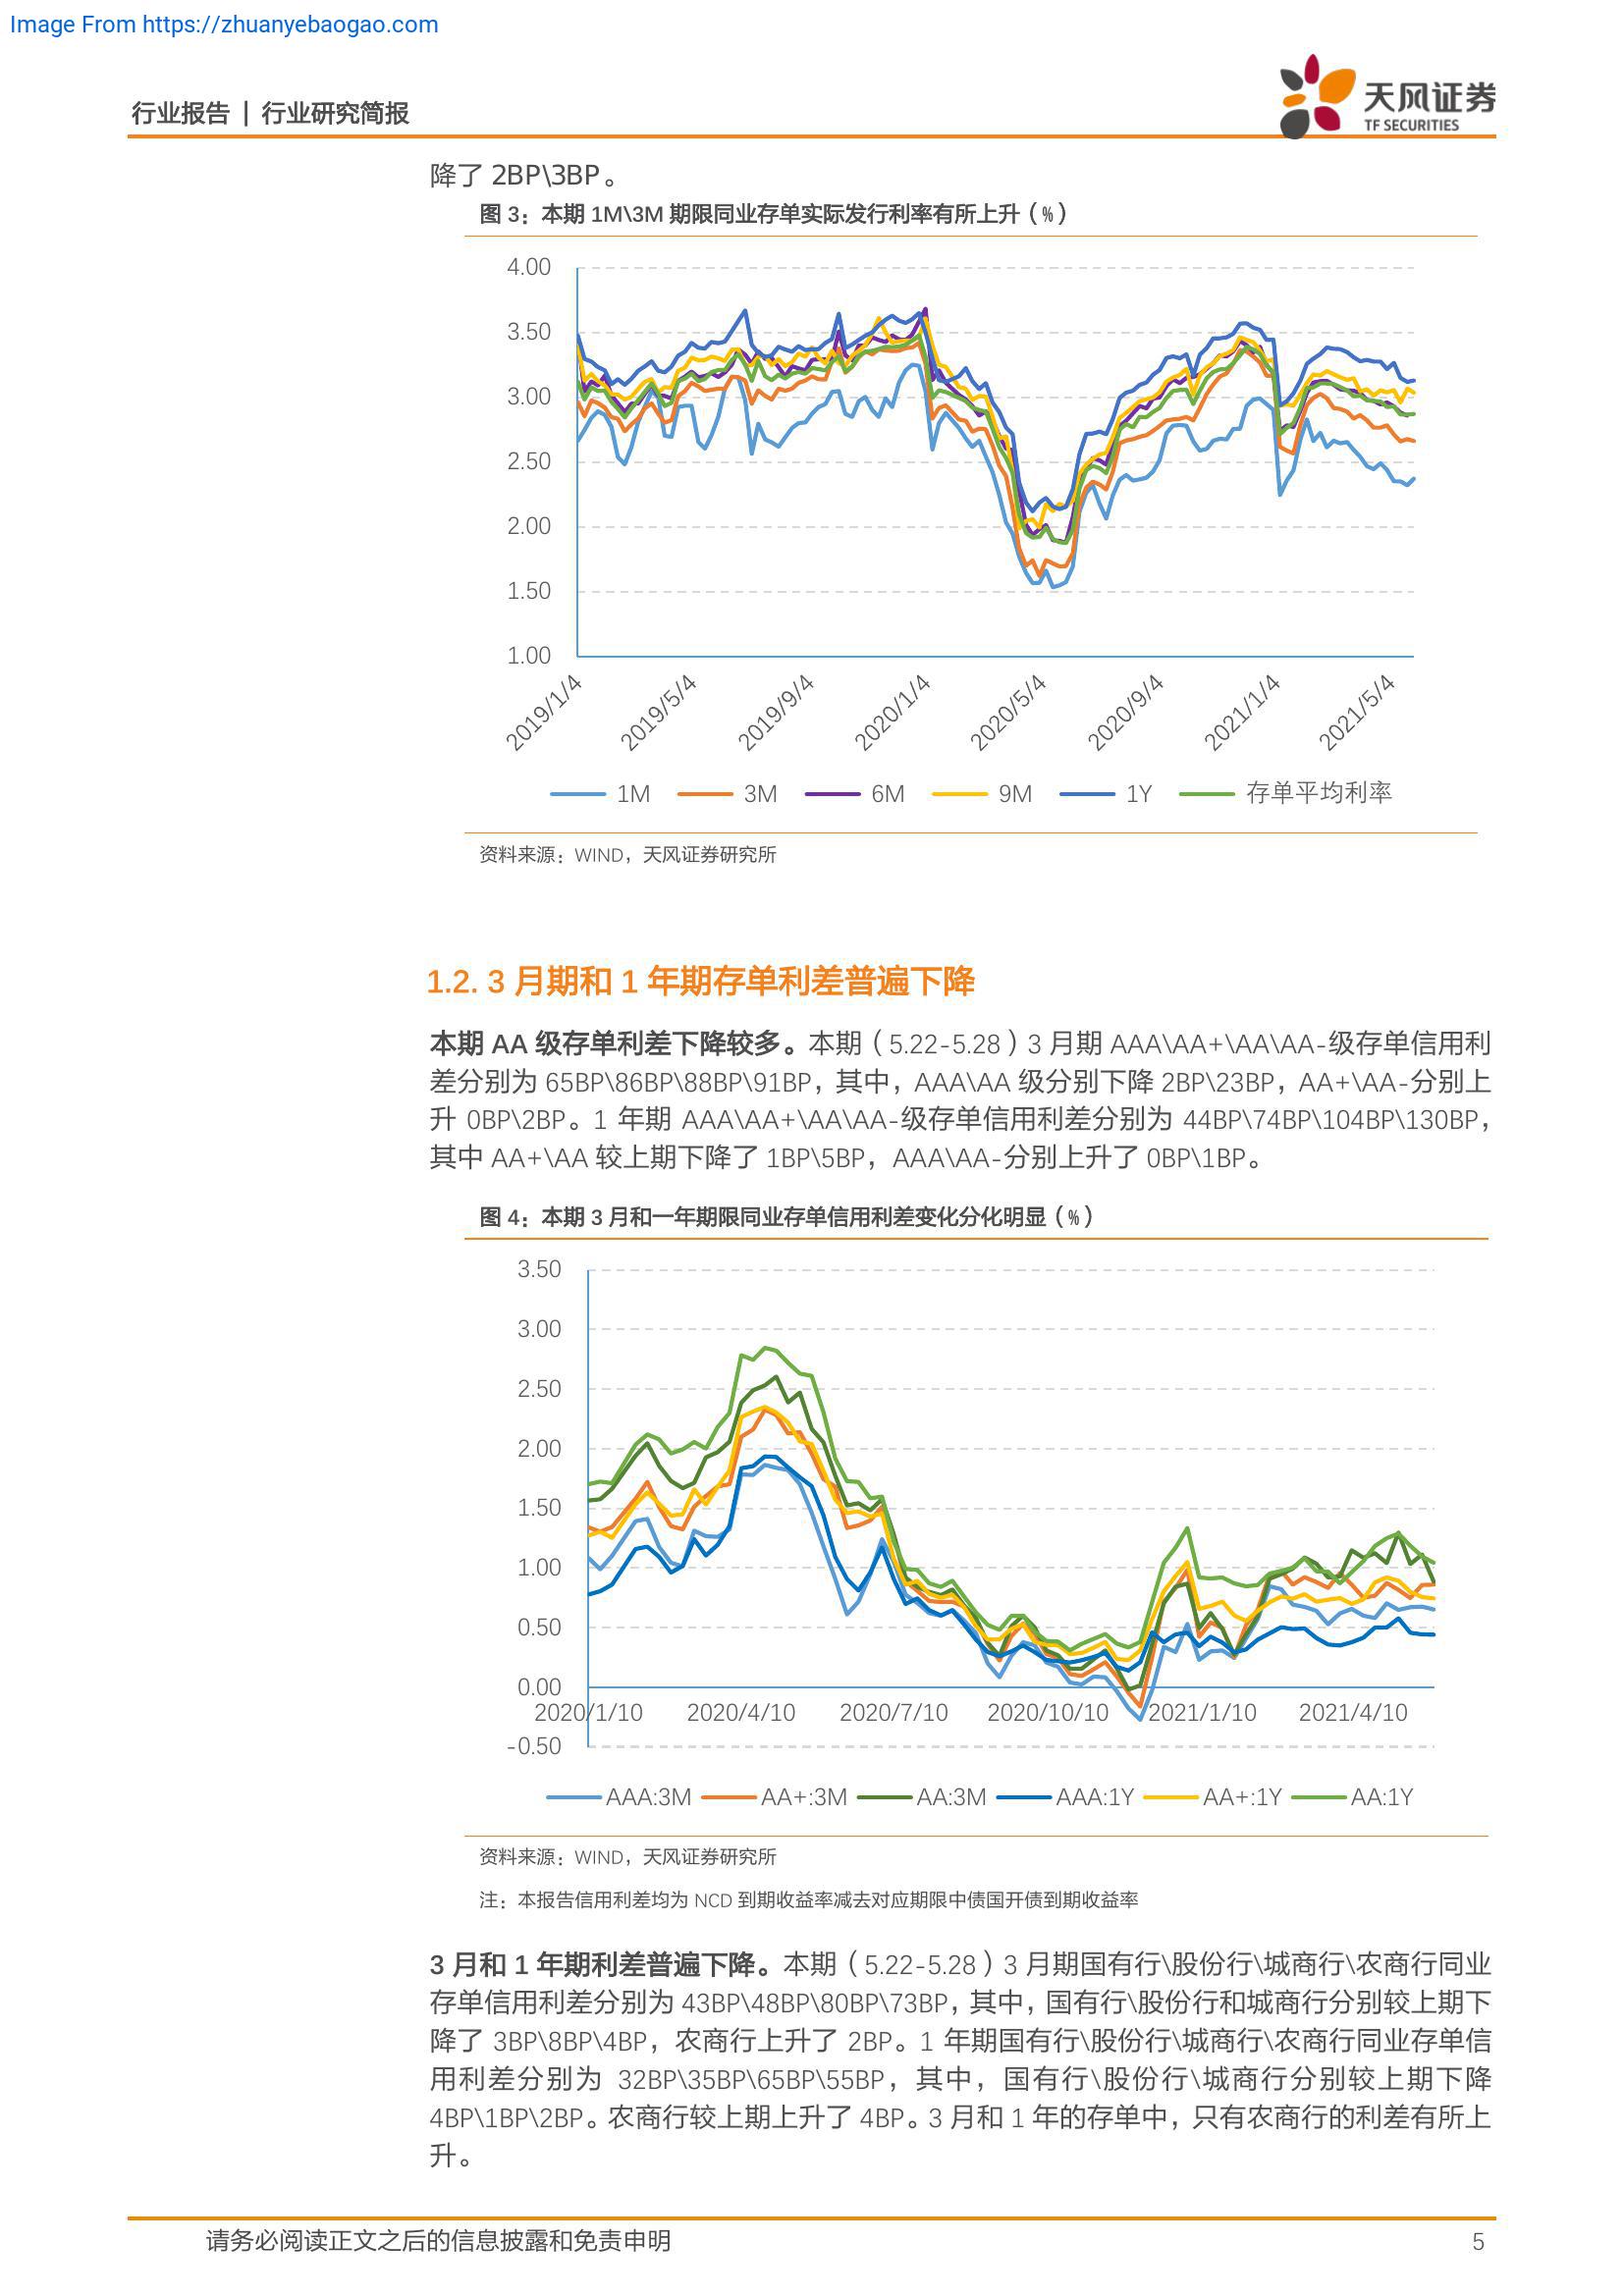 Image From https://zhuanyebaogao.com
行业报告 | 行业研究简报
天风证券
TF SECURITIES
降了 2BP\3BP。
图 3：本期 1M\3M 期限同业存单实际发行利率有所上升（%）
4.00
3.50
3.00
2.50
2.00
1.50
1.00
2019/1/4 2019/5/4 2019/9/4 2020/1/4 2020/5/4 2020/9/4 2021/1/4 2021/5/4
1M 3M 6M 9M 1Y 存单平均利率
资料来源：WIND，天风证券研究所
1.2. 3 月期和 1 年期存单利差普遍下降
本期 AA 级存单利差下降较多。本期（5.22-5.28）3 月期 AAA\AA+\AA\AA-级存单信用利
差分别为 65BP\86BP\88BP\91BP，其中，AAA\AA 级分别下降 2BP\23BP，AA+\AA-分别上
升 0BP\2BP。1 年期 AAA\AA+\AA\AA-级存单信用利差分别为 44BP\74BP\104BP\130BP，
其中 AA+\AA 较上期下降了 1BP\5BP，AAA\AA-分别上升了 0BP\1BP。
图 4：本期 3 月和一年期限同业存单信用利差变化分化明显（%）
3.50
3.00
2.50
2.00
1.50
1.00
0.50
0.00
2020/1/10 2020/4/10 2020/7/10 2020/10/10 2021/1/10 2021/4/10
-0.50
AAA:3M AA+:3M AA:3M AAA:1Y AA+:1Y AA:1Y
资料来源：WIND，天风证券研究所
注：本报告信用利差均为 NCD 到期收益率减去对应期限中债国开债到期收益率
3 月和 1 年期利差普遍下降。本期（5.22-5.28）3 月期国有行\股份行\城商行\农商行同业
存单信用利差分别为 43BP\48BP\80BP\73BP，其中，国有行\股份行和城商行分别较上期下
降了 3BP\8BP\4BP，农商行上升了 2BP。1 年期国有行\股份行\城商行\农商行同业存单信
用利差分别为 32BP\35BP\65BP\55BP，其中，国有行\股份行\城商行分别较上期下降
4BP\1BP\2BP。农商行较上期上升了 4BP。3 月和 1 年的存单中，只有农商行的利差有所上
升。
请务必阅读正文之后的信息披露和免责申明
5